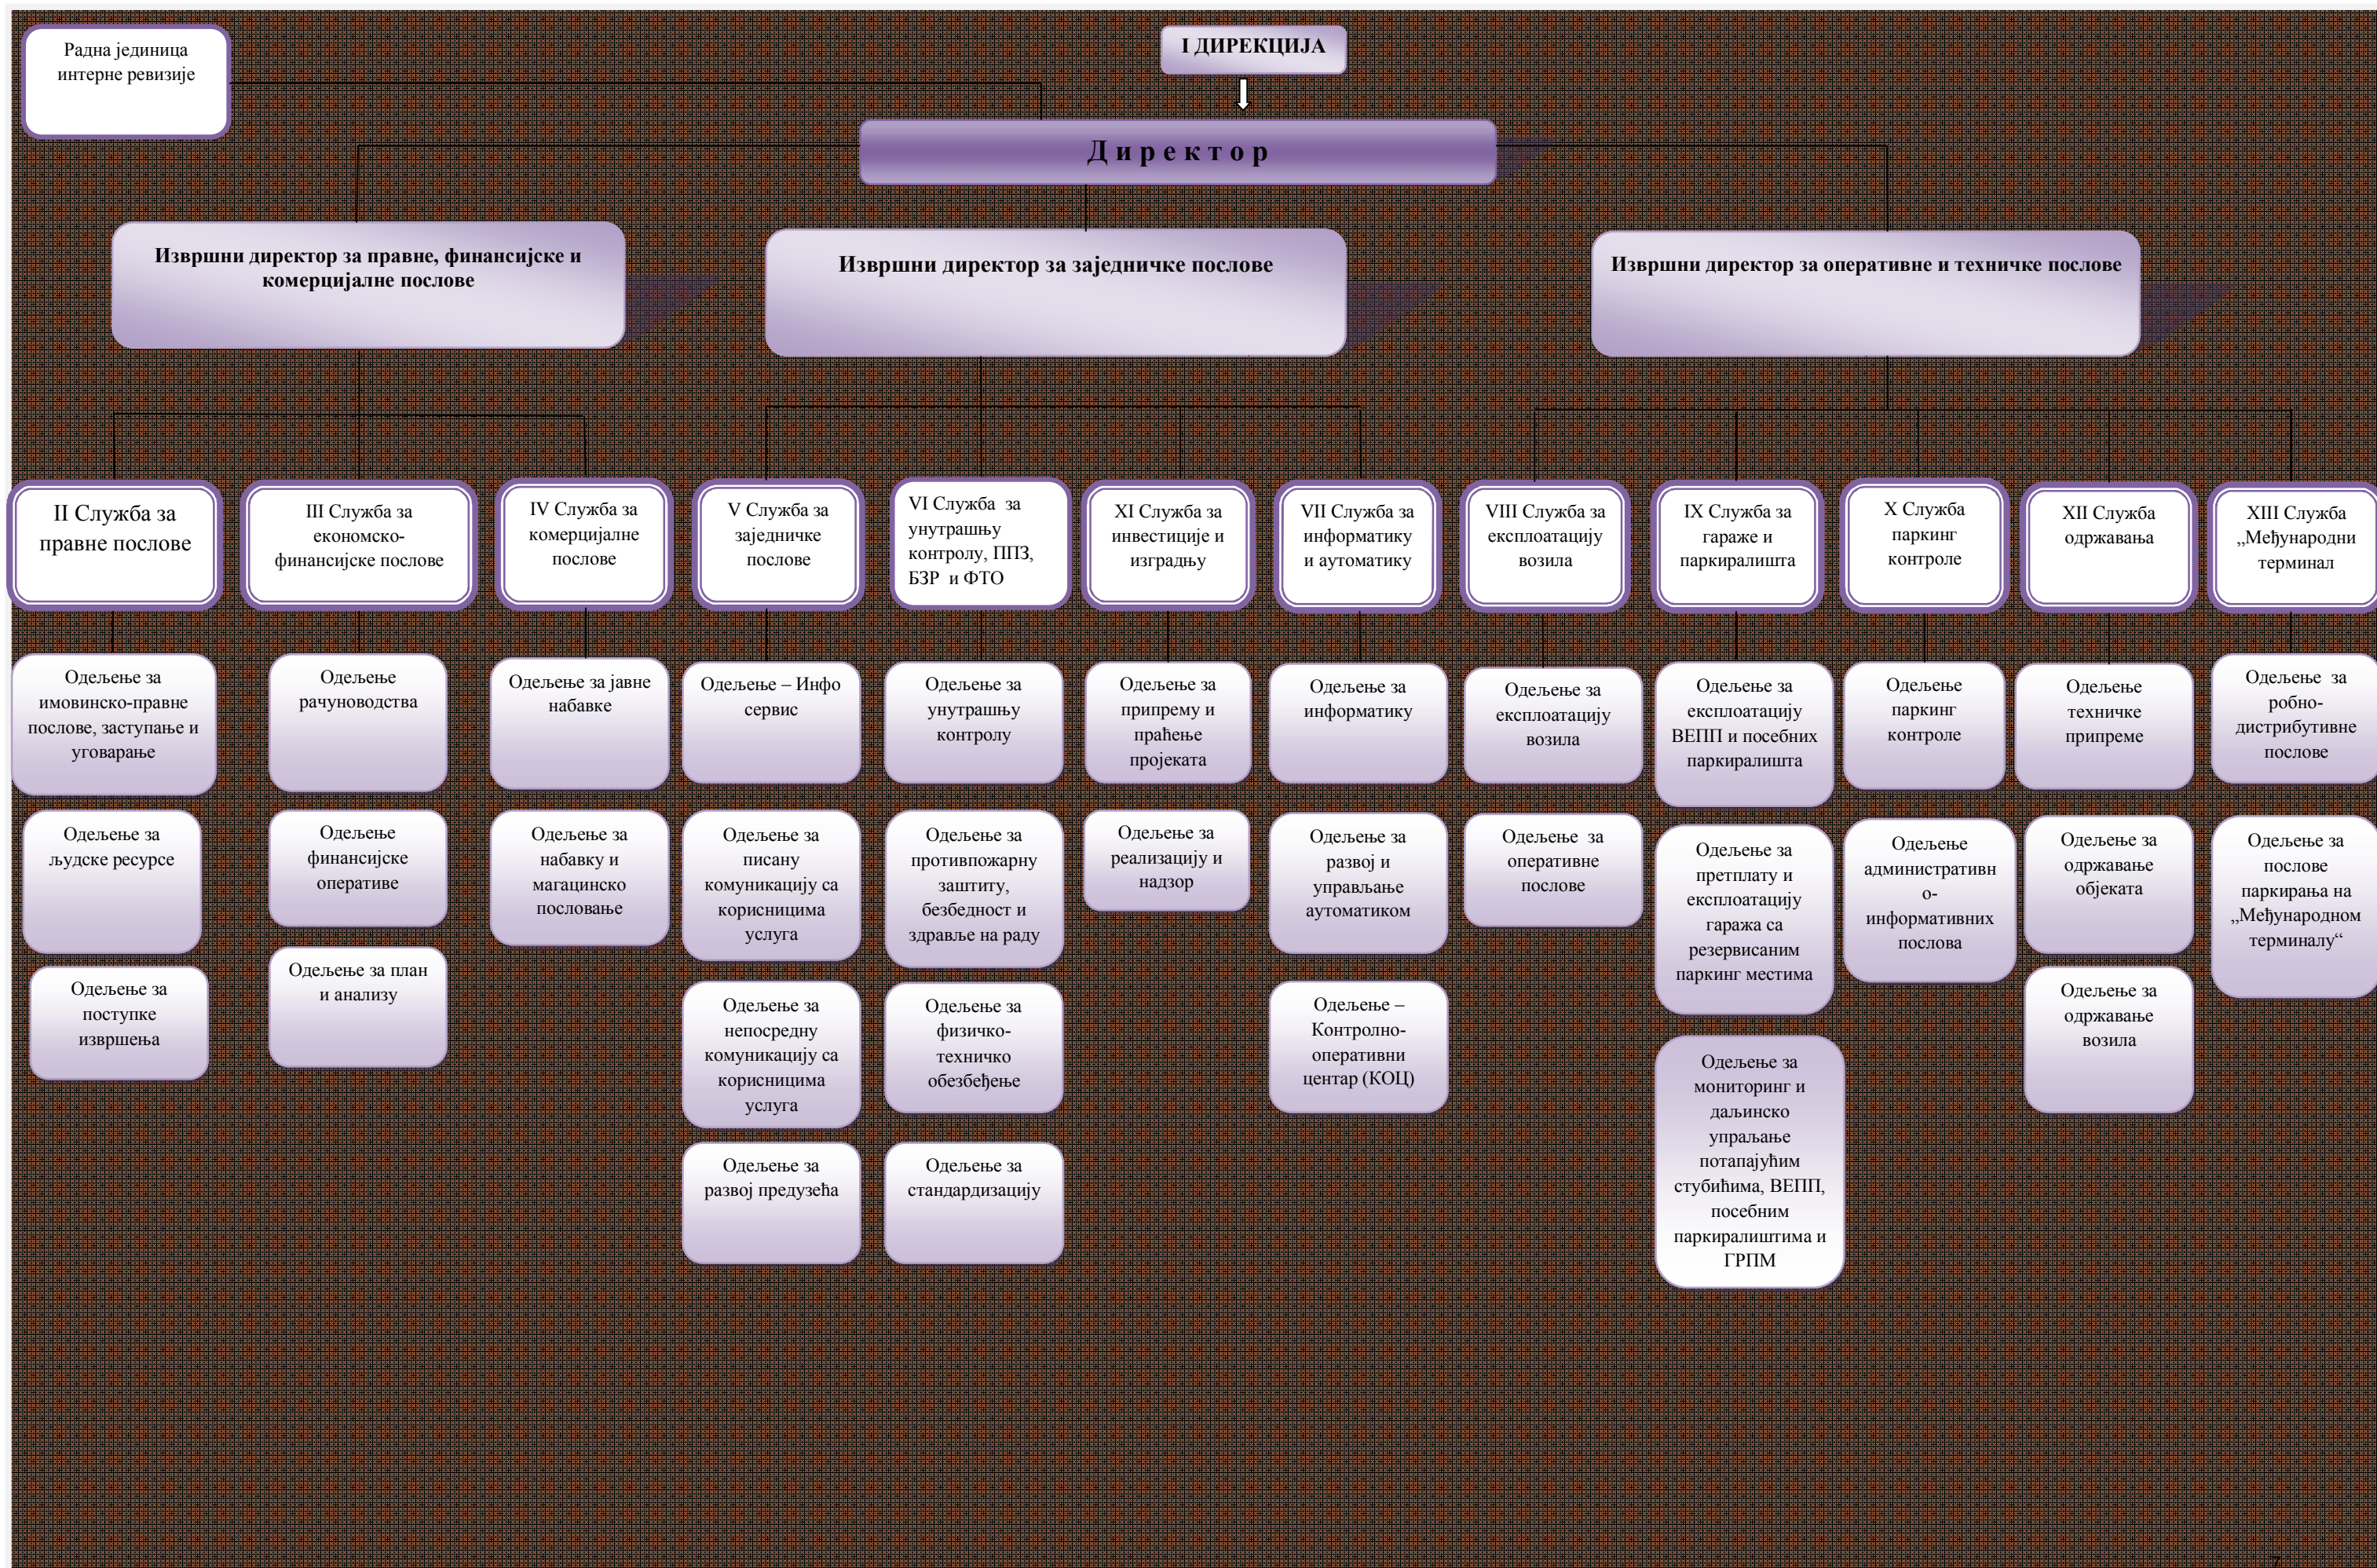 Радна јединица
интерне ревизије
I ДИРЕКЦИЈА
Д и р е к т о р
Извршни директор за правне, финансијске и
комерцијалне послове
Извршни директор за заједничке послове
Извршни директор за оперативне и техничке послове
II Служба за
правне послове
III Служба за
економско-
финансијске послове
IV Служба за
комерцијалне
послове
V Служба за
заједничке
послове
VI Служба за
унутрашњу
контролу, ППЗ,
БЗР и ФТО
XI Служба за
инвестиције и
изградњу
VII Служба за
информатику
и аутоматику
VIII Служба за
експлоатацију
возила
IX Служба за
гараже и
паркиралишта
X Служба
паркинг
контроле
XII Служба
одржавања
XIII Служба
„Међународни
терминал
Одељење за
имовинско-правне
послове, заступање и
уговарање
Одељење
рачуноводства
Одељење за јавне
набавке
Одељење – Инфо
сервис
Одељење за
унутрашњу
контролу
Одељење за
припрему и
праћење
пројеката
Одељење за
информатику
Одељење за
експлоатацију
возила
Одељење за
експлоатацију
ВЕПП и посебних
паркиралишта
Одељење
паркинг
контроле
Одељење
техничке
припреме
Одељење за
робно-
дистрибутивне
послове
Одељење за
људске ресурсе
Одељење
финансијске
оперативе
Одељење за
набавку и
магацинско
пословање
Одељење за
писану
комуникацију са
корисницима
услуга
Одељење за
противпожарну
заштиту,
безбедност и
здравље на раду
Одељење за
реализацију и
надзор
Одељење за
развој и
управљање
аутоматиком
Одељење за
оперативне
послове
Одељење за
претплату и
експлоатацију
гаража са
резервисаним
паркинг местима
Одељење
административн
о-
информативних
послова
Одељење за
одржавање
објеката
Одељење за
послове
паркирања на
„Међународном
терминалу“
Одељење за
поступке
извршења
Одељење за план
и анализу
Одељење за
непосредну
комуникацију са
корисницима
услуга
Одељење за
физичко-
техничко
обезбеђење
Одељење –
Контролно-
оперативни
центар (КОЦ)
Одељење за
мониторинг и
даљинско
упраљање
потапајућим
стубићима, ВЕПП,
посебним
паркиралиштима и
ГРПМ
Одељење за
одржавање
возила
Одељење за
развој предузећа
Одељење за
стандардизацију
7